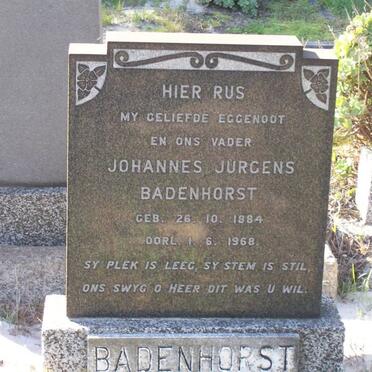 HIER RUS
MY GELIEFDE EGGENOOT
EN ONS VADER
JOHANNES JURGENS
BADENHORST
GEB. 26. 10. 1884
OORL. 1. 6. 1968.
SY PLEK IS LEEG, SY STEM IS STIL,
ONS SWYG O HEER DIT WAS U WIL.
BADENHORST